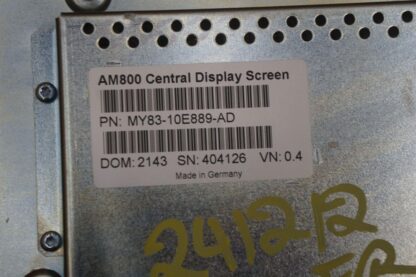 AM800 Central Display Screen
PN: MY83-10E889-AD
DOM: 2143 SN: 404126 VN: 0.4
Made in Germany
241212